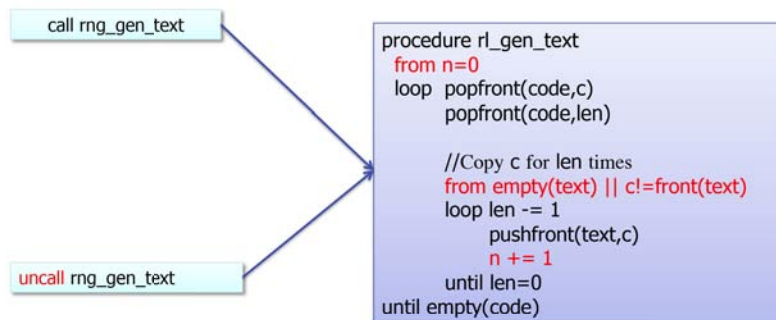 call rng_gen_text
procedure rl_gen_text
from n=0
loop popfront(code,c)
popfront(code,len)
//Copy c for len times
from empty(text) || c!=front(text)
loop len -= 1
pushfront(text,c)
n += 1
until len=0
until empty(code)
uncall rng_gen_text